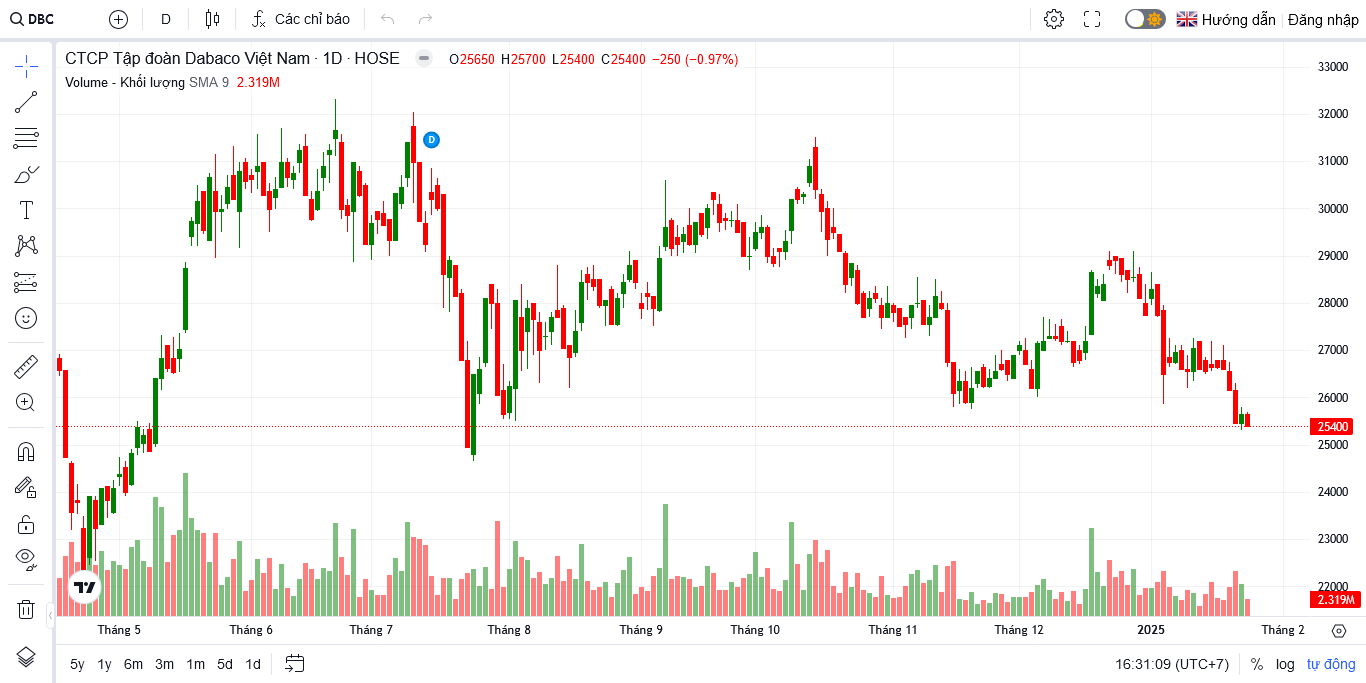 DBC D Các chỉ báo Hướng dẫn Đăng nhập
CTCP Tập đoàn Dabaco Việt Nam · 1D · HOSE O25650 H25700 L25400 C25400 −250 (−0.97%)
Volume - Khối lượng SMA 9 2.319M
D
33000
32000
31000
30000
29000
28000
27000
26000
25400
25000
24000
23000
22000
2.319M
Tháng 5 Tháng 6 Tháng 7 Tháng 8 Tháng 9 Tháng 10 Tháng 11 Tháng 12 2025 Tháng 2
5y 1y 6m 3m 1m 5d 1d 16:31:09 (UTC+7) % log tự động